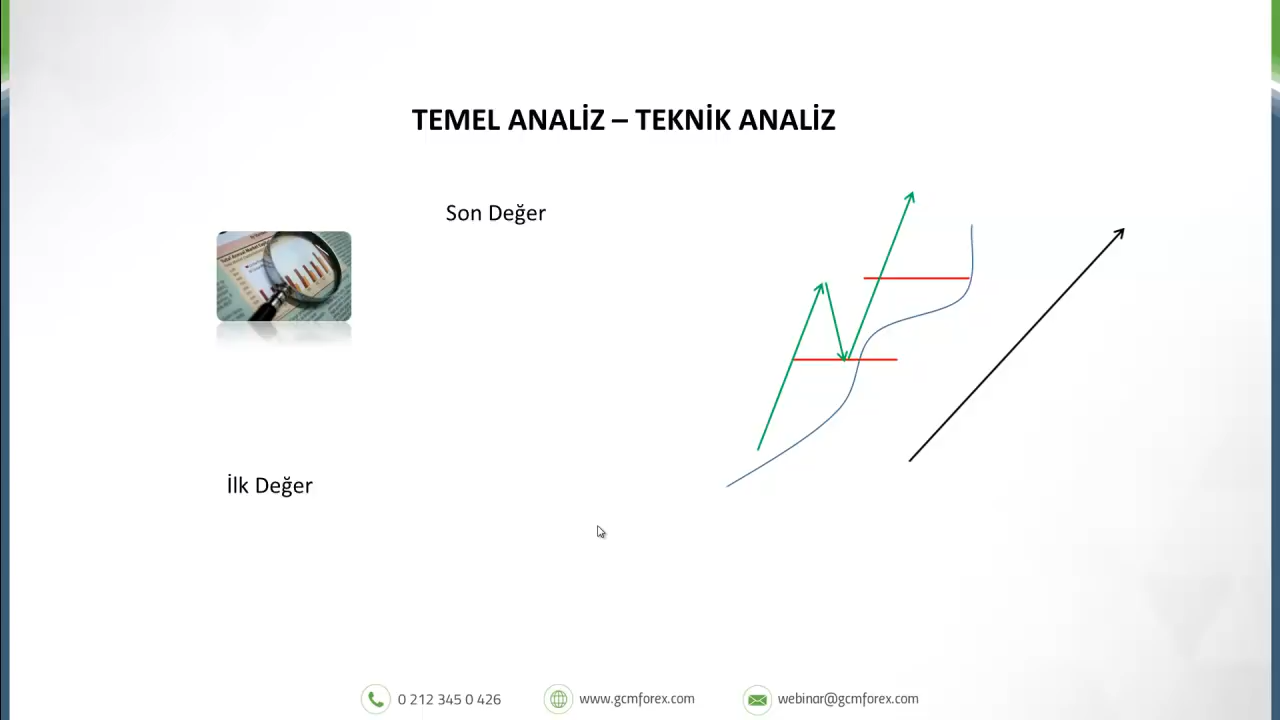 TEMEL ANALİZ – TEKNİK ANALİZ
Son Değer
İlk Değer
0 212 345 0 426
www.gcmforex.com
webinar@gcmforex.com